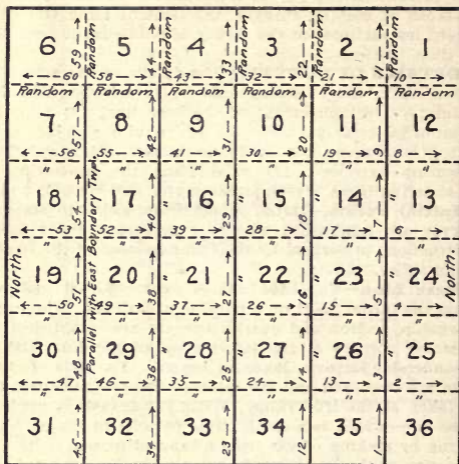 6 59 Random 5 44 Random 4 33 Random 3 22 Random 2 11 1
60 58 43 32 21 10
Random Random Random Random Random Random
7 57 8 42 9 31 10 20 11 9 12
56 55 41 30 19 8
" " " " " "
18 54 17 40 " 16 29 " 15 18 " 14 7 " 13
53 52 39 28 17 6
" " " " " "
North. Parallel with East Boundary Twp. North.
19 51 20 38 " 21 27 " 22 16 " 23 5 " 24
50 49 37 26 15 4
" " " " " "
30 48 29 36 " 28 25 " 27 14 " 26 3 25
47 46 35 24 13 2
" " " " " "
31 45 32 34 33 23 34 12 35 1 36